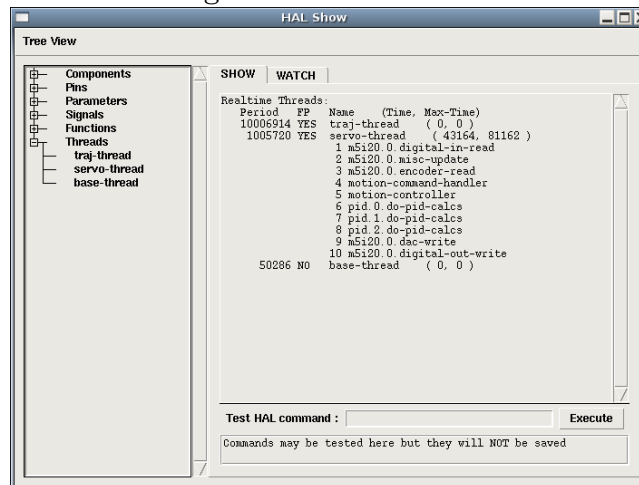 HAL Show
Tree View
Components
Pins
Parameters
Signals
Functions
Threads
traj-thread
servo-thread
base-thread
SHOW WATCH
Realtime Threads:
Period FP Name (Time, Max-Time)
10006914 YES traj-thread ( 0, 0 )
1005720 YES servo-thread ( 43164, 81162 )
1 m5i20.0.digital-in-read
2 m5i20.0.misc-update
3 m5i20.0.encoder-read
4 motion-command-handler
5 motion-controller
6 pid.0.do-pid-calcs
7 pid.1.do-pid-calcs
8 pid.2.do-pid-calcs
9 m5i20.0.dac-write
10 m5i20.0.digital-out-write
50286 NO base-thread ( 0, 0 )
Test HAL command : Execute
Commands may be tested here but they will NOT be saved